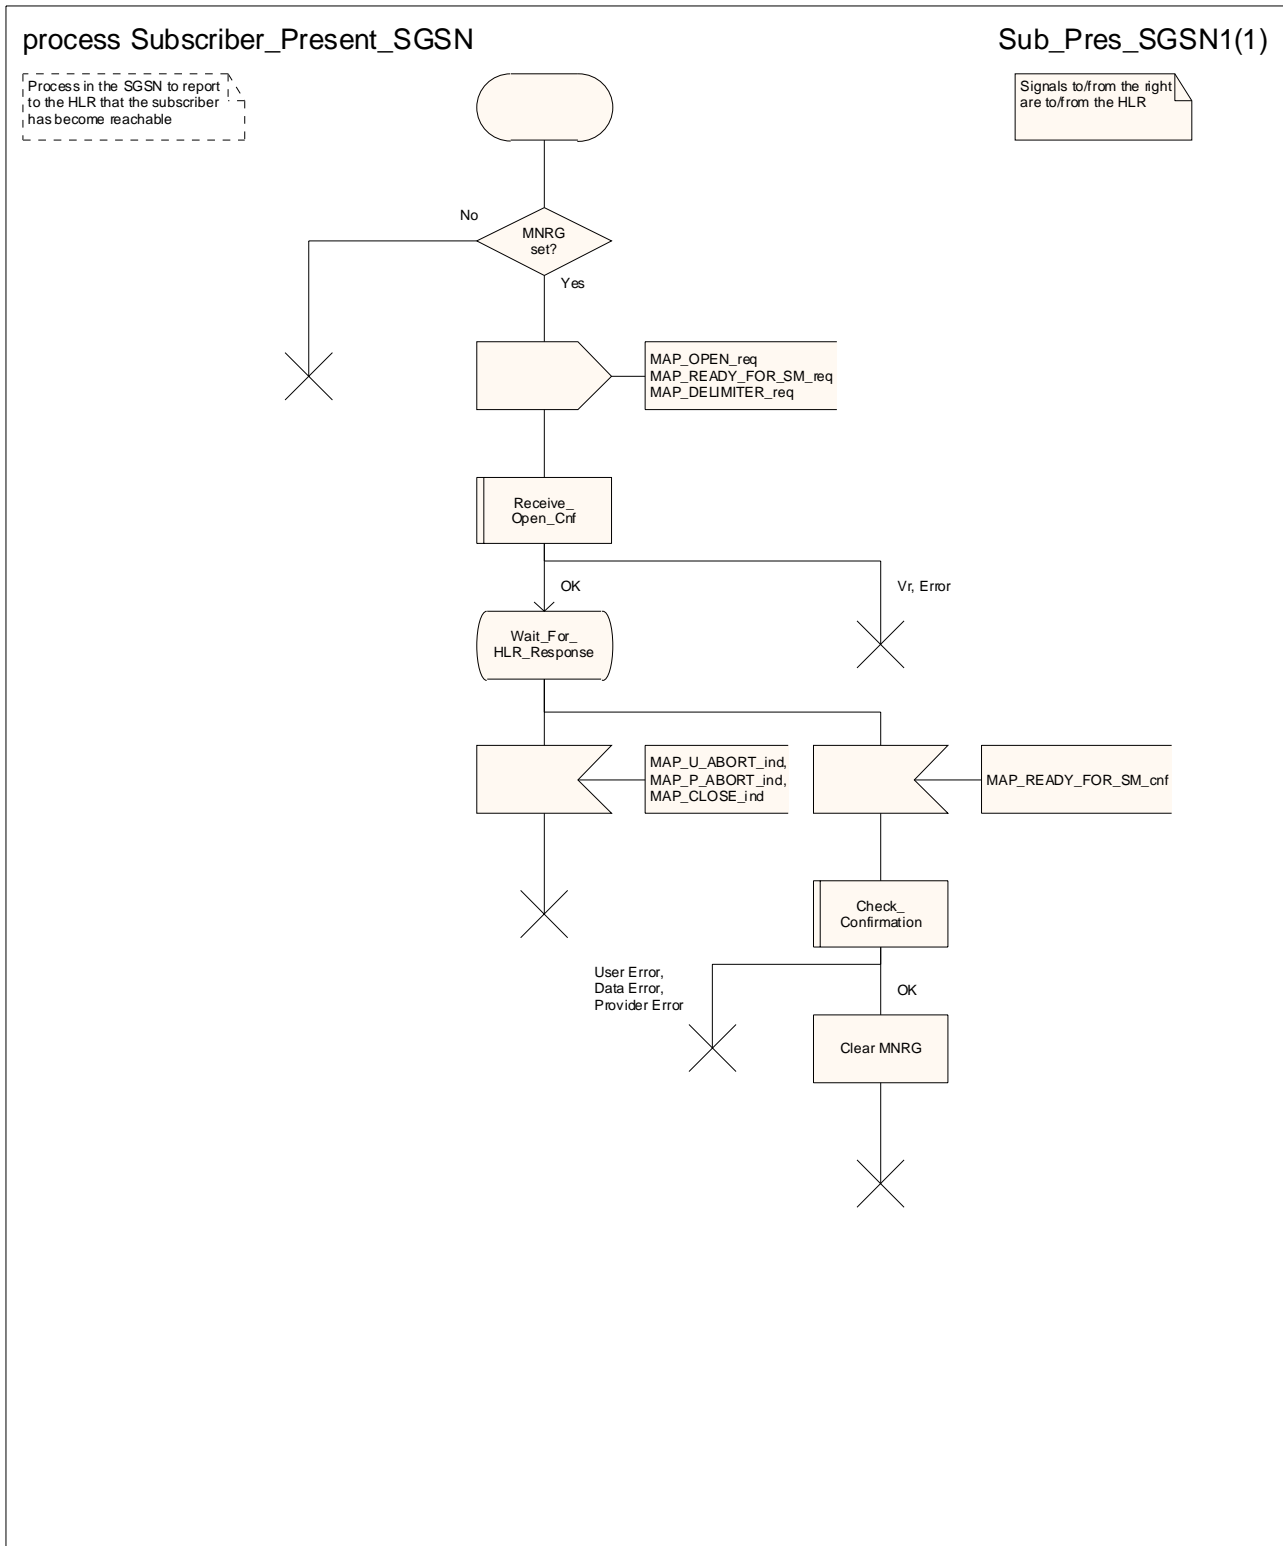 process Subscriber_Present_SGSN
Sub_Pres_SGSN1(1)
Process in the SGSN to report
to the HLR that the subscriber
has become reachable
Signals to/from the right
are to/from the HLR
No
MNRG
set?
Yes
MAP_OPEN_req
MAP_READY_FOR_SM_req
MAP_DELIMITER_req
Receive_
Open_Cnf
OK
Vr, Error
Wait_For_
HLR_Response
MAP_U_ABORT_ind,
MAP_P_ABORT_ind,
MAP_CLOSE_ind
MAP_READY_FOR_SM_cnf
Check_
Confirmation
User Error,
Data Error,
Provider Error
OK
Clear MNRG